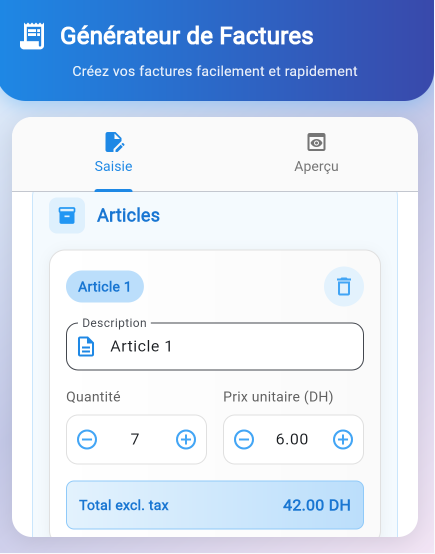 Générateur de Factures
Créez vos factures facilement et rapidement
Saisie
Aperçu
Articles
Article 1
Description
Article 1
Quantité
Prix unitaire (DH)
7
6.00
Total excl. tax
42.00 DH